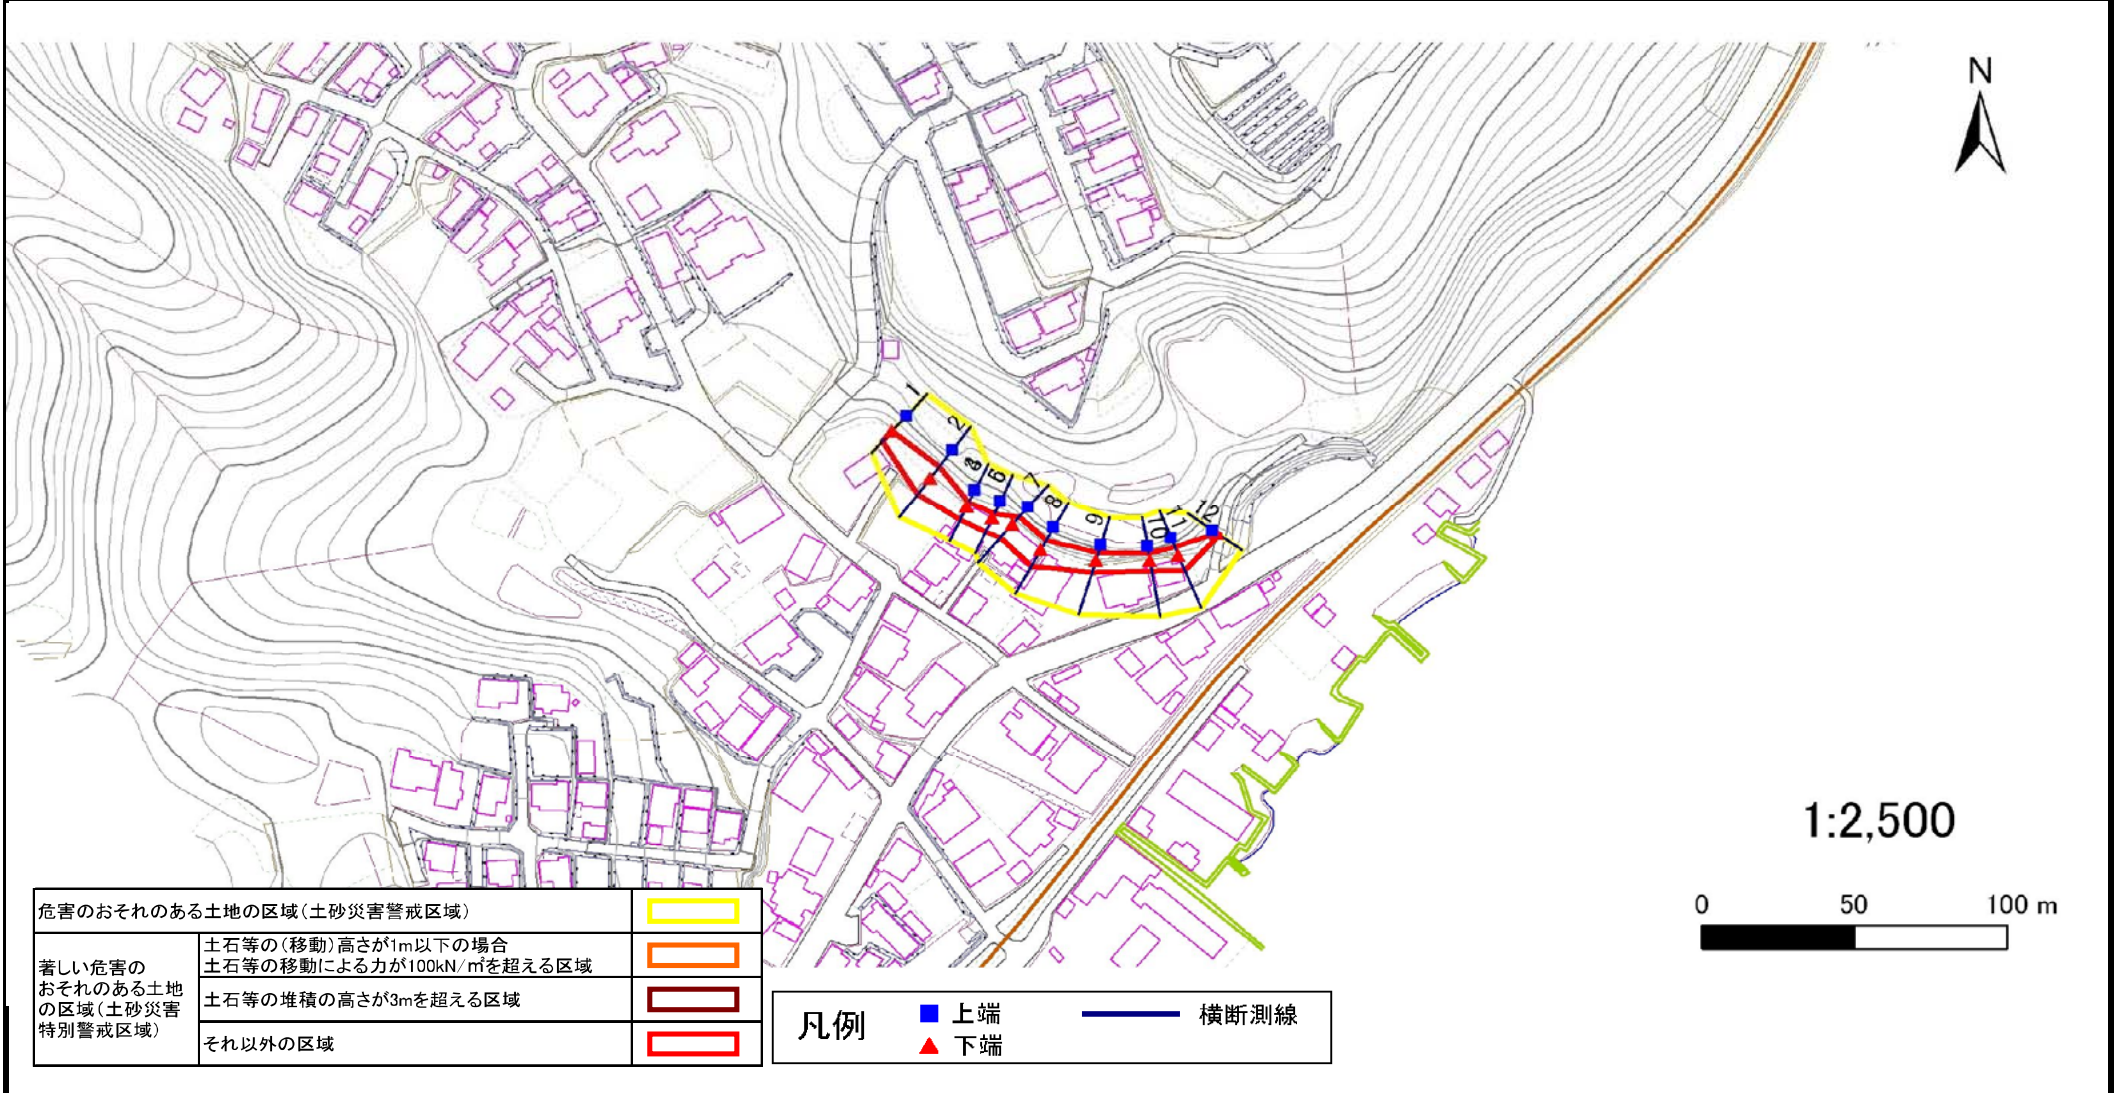 N
1
2
3
5
7
8
9
10
11
12
1:2,500
0 50 100 m
危害のおそれのある土地の区域(土砂災害警戒区域)
著しい危害の
おそれのある土地
の区域(土砂災害
特別警戒区域)
土石等の(移動)高さが1m以下の場合
土石等の移動による力が100kN/㎡を超える区域
土石等の堆積の高さが3mを超える区域
それ以外の区域
凡例
上端
下端
横断測線